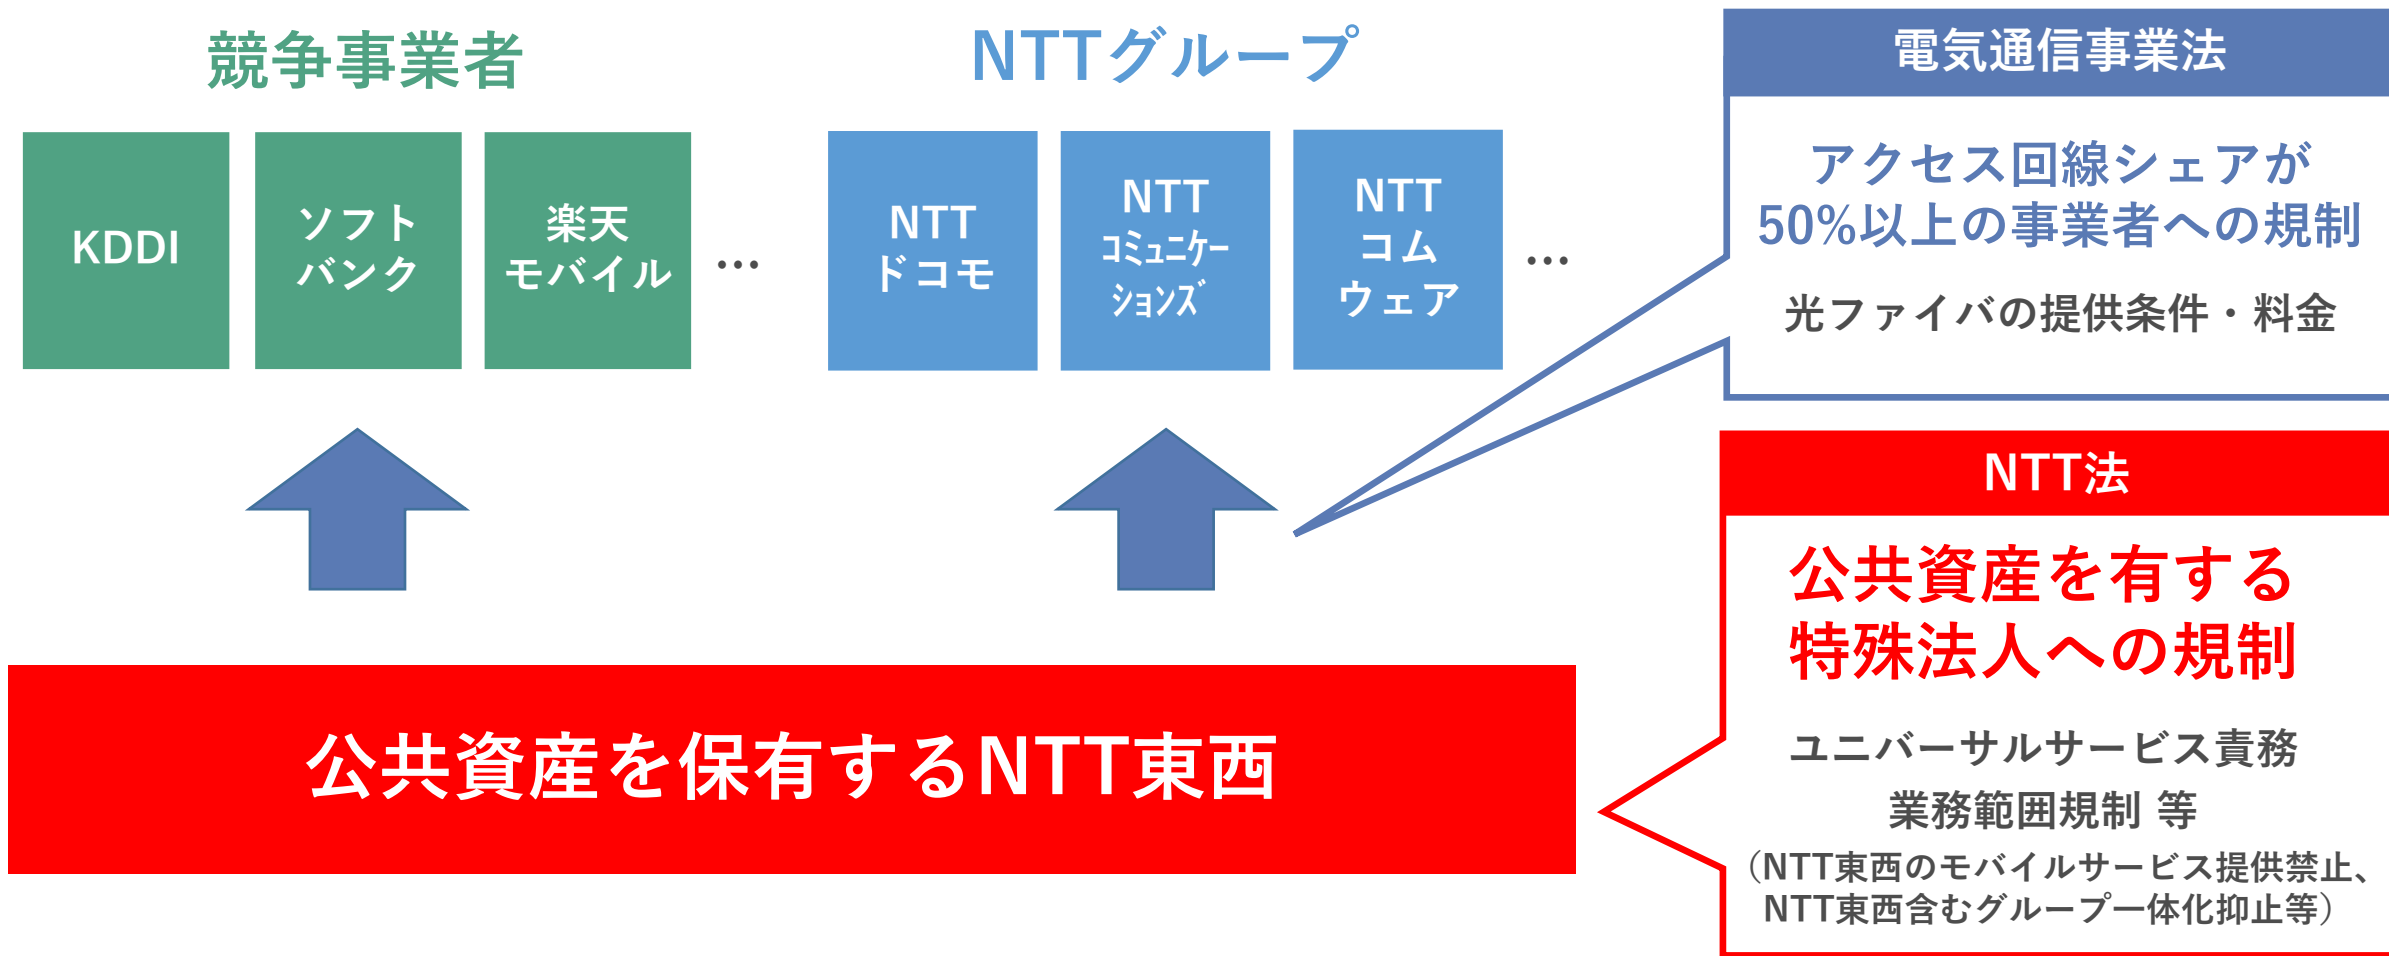 競争事業者
KDDI
ソフト
バンク
楽天
モバイル
…
NTTグループ
NTT
ドコモ
NTT
ｺﾐｭﾆｹｰ
ｼｮﾝｽﾞ
NTT
コム
ウェア
…
公共資産を保有するNTT東西
電気通信事業法
アクセス回線シェアが
50%以上の事業者への規制
光ファイバの提供条件・料金
NTT法
公共資産を有する
特殊法人への規制
ユニバーサルサービス責務
業務範囲規制 等
（NTT東西のモバイルサービス提供禁止、
NTT東西含むグループ一体化抑止等）